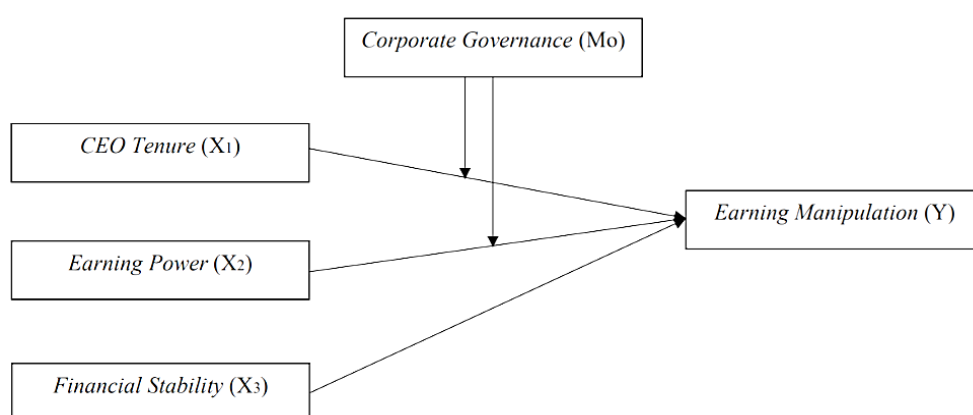 Corporate Governance (Mo)
CEO Tenure (X1)
Earning Manipulation (Y)
Earning Power (X2)
Financial Stability (X3)